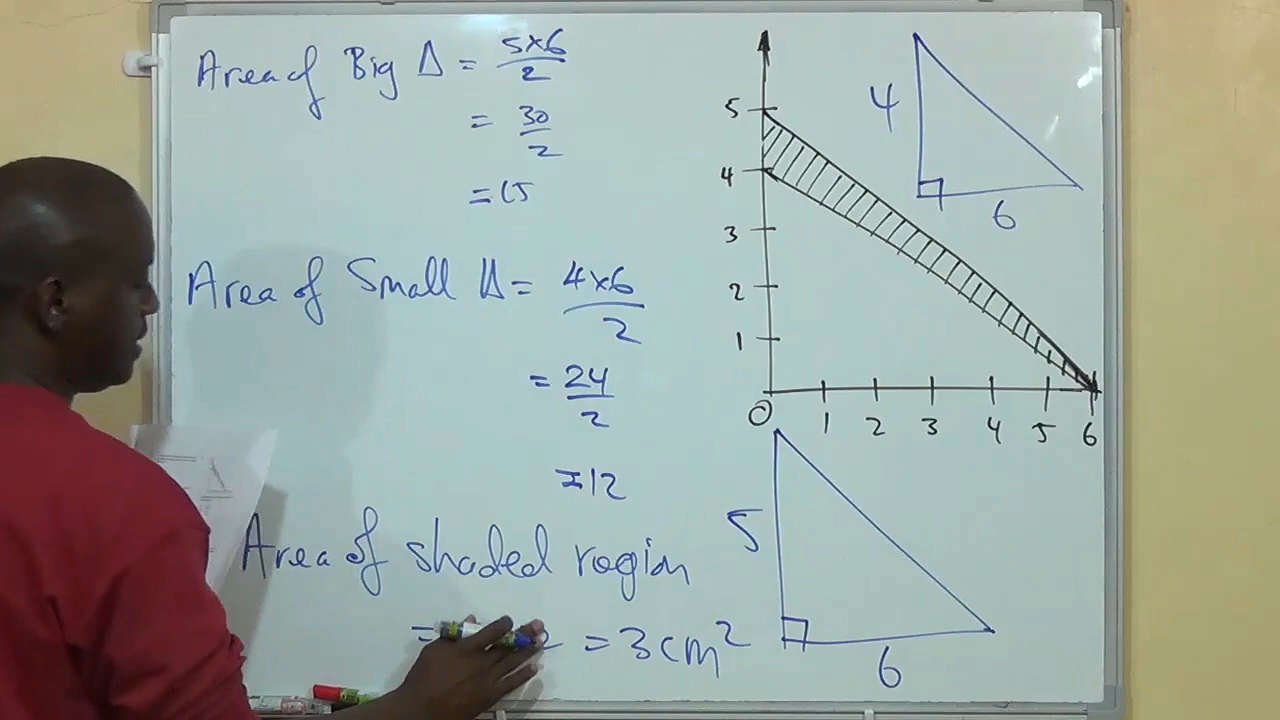 Area of Big Δ = 5×6/2
= 30/2
= 15
Area of Small Δ = 4×6/2
= 24/2
= 12
Area of shaded region
= 2 = 3cm²
5
4
3
2
1
O 1 2 3 4 5 6
4
6
5
6